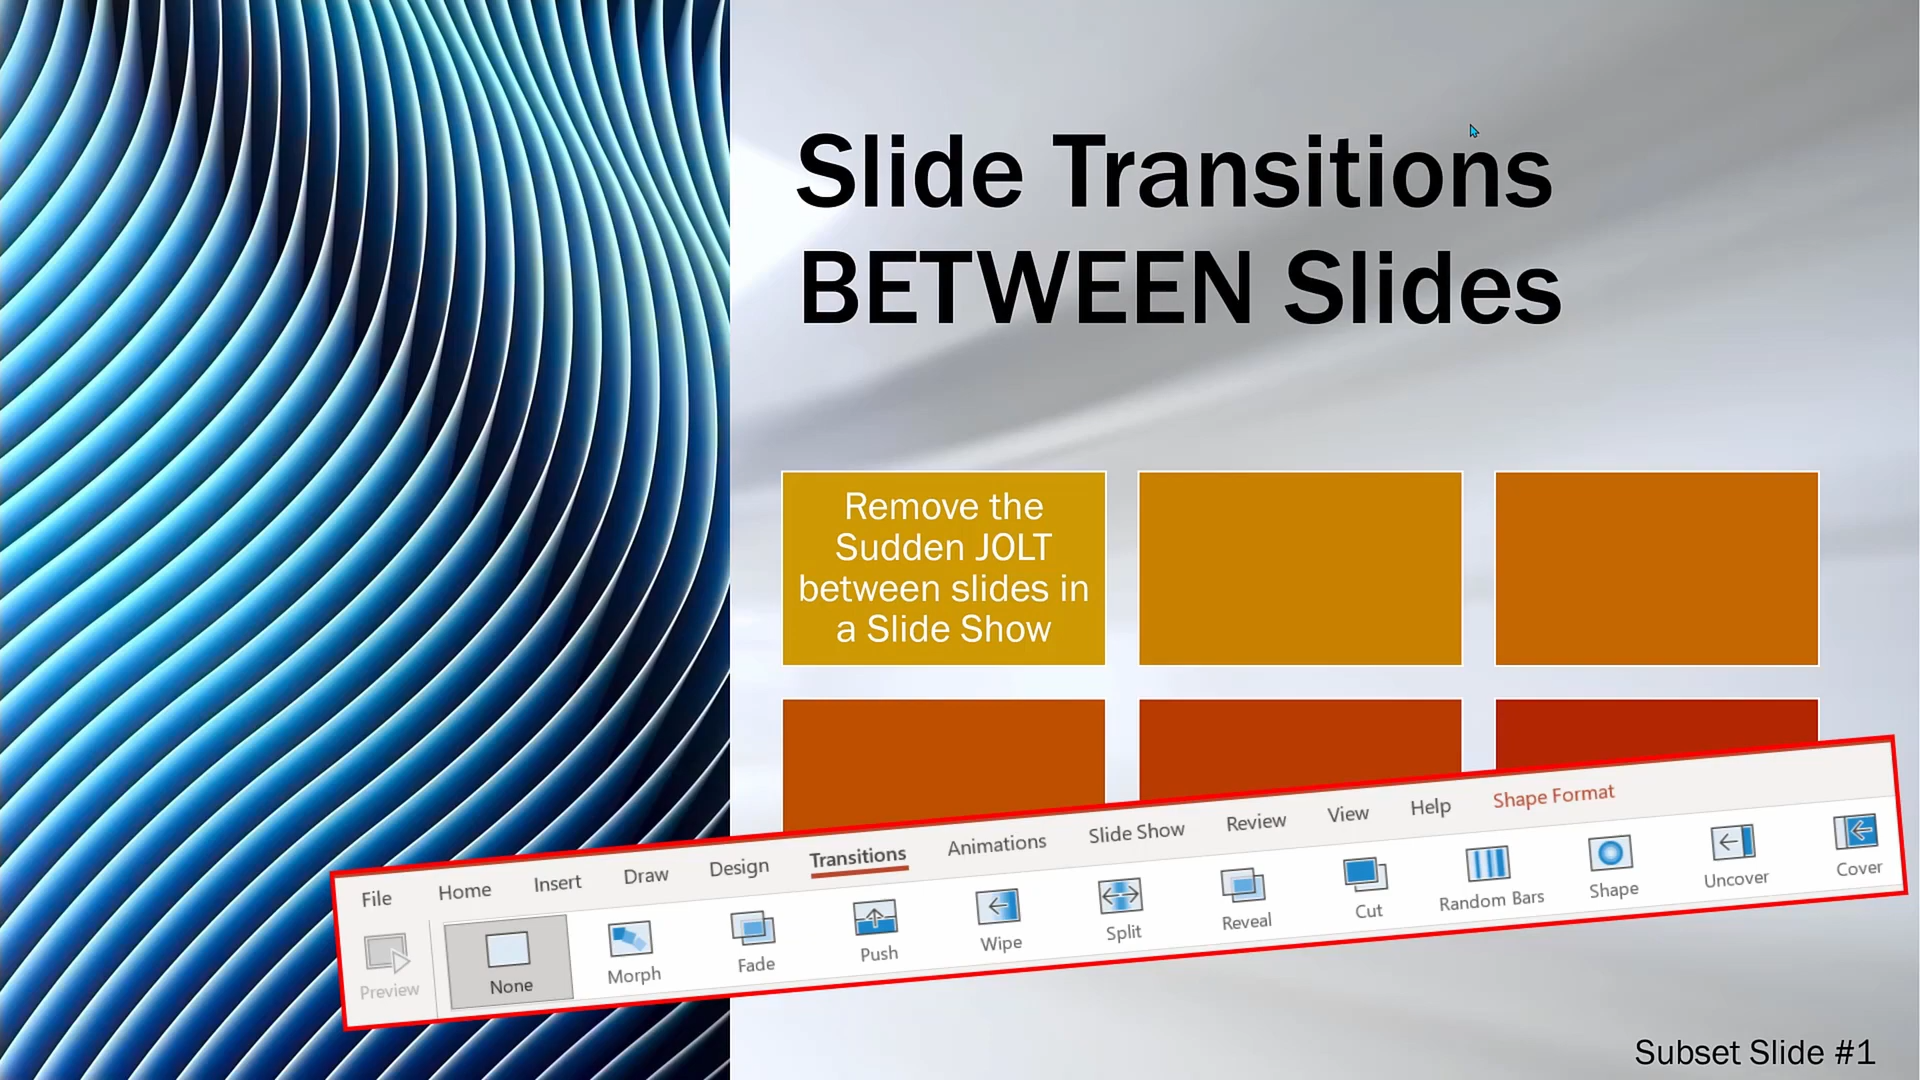 Slide Transitions
BETWEEN Slides
Remove the
Sudden JOLT
between slides in
a Slide Show
File Home Insert Draw Design Transitions Animations Slide Show Review View Help Shape Format
Preview None Morph Fade Push Wipe Split Reveal Cut Random Bars Shape Uncover Cover
Subset Slide #1